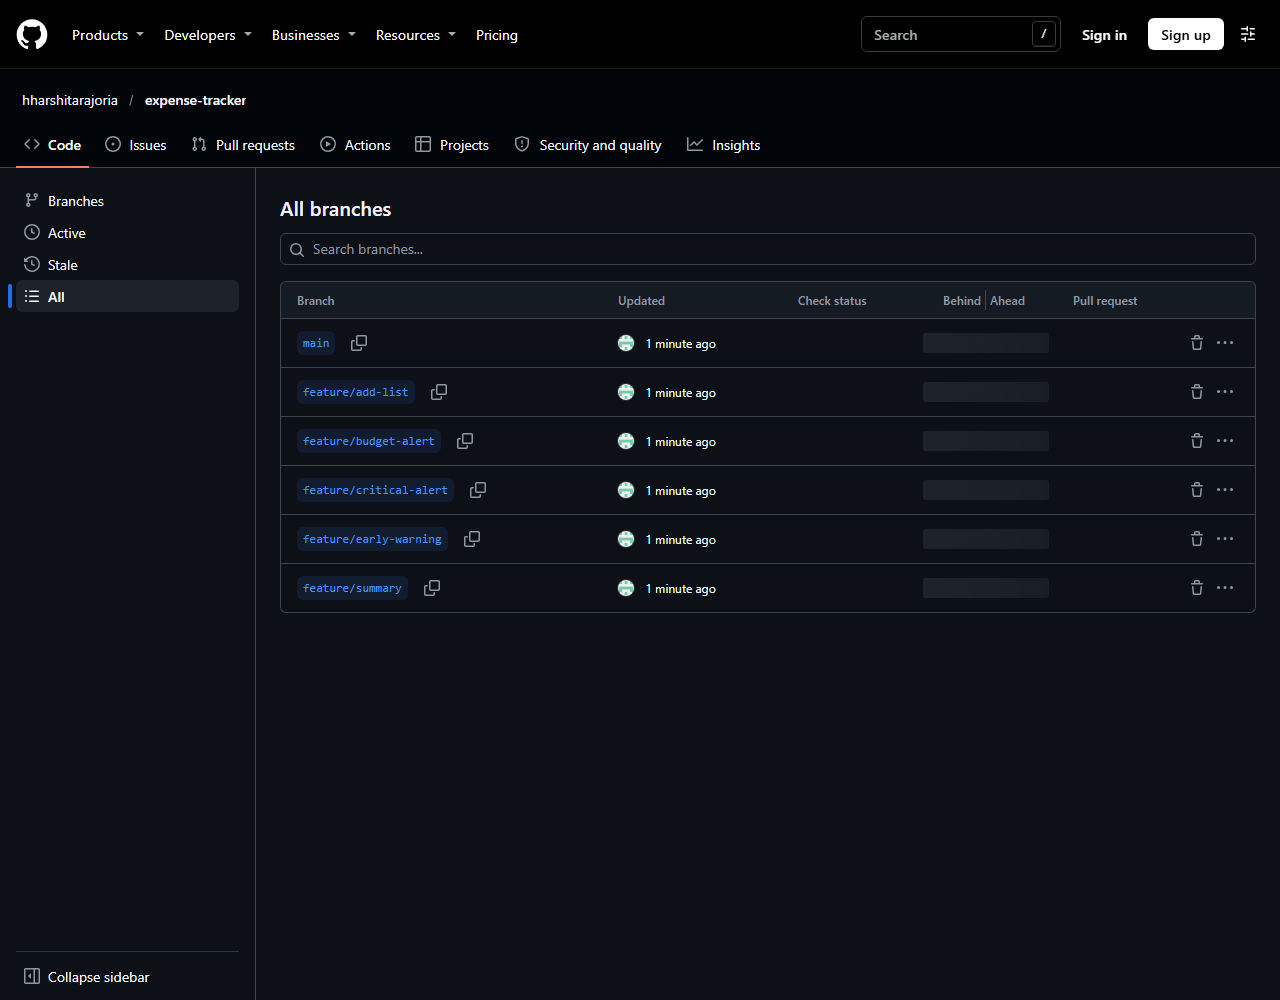 Products Developers Businesses Resources Pricing Search / Sign in Sign up
hharshitarajoria / expense-tracker
Code Issues Pull requests Actions Projects Security and quality Insights
Branches
Active
Stale
All
Collapse sidebar
All branches
Search branches...
Branch Updated Check status Behind Ahead Pull request
main 1 minute ago
feature/add-list 1 minute ago
feature/budget-alert 1 minute ago
feature/critical-alert 1 minute ago
feature/early-warning 1 minute ago
feature/summary 1 minute ago